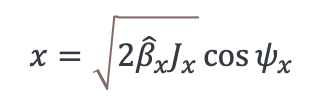 x = √(2β̂ₓJₓ) cos ψₓ